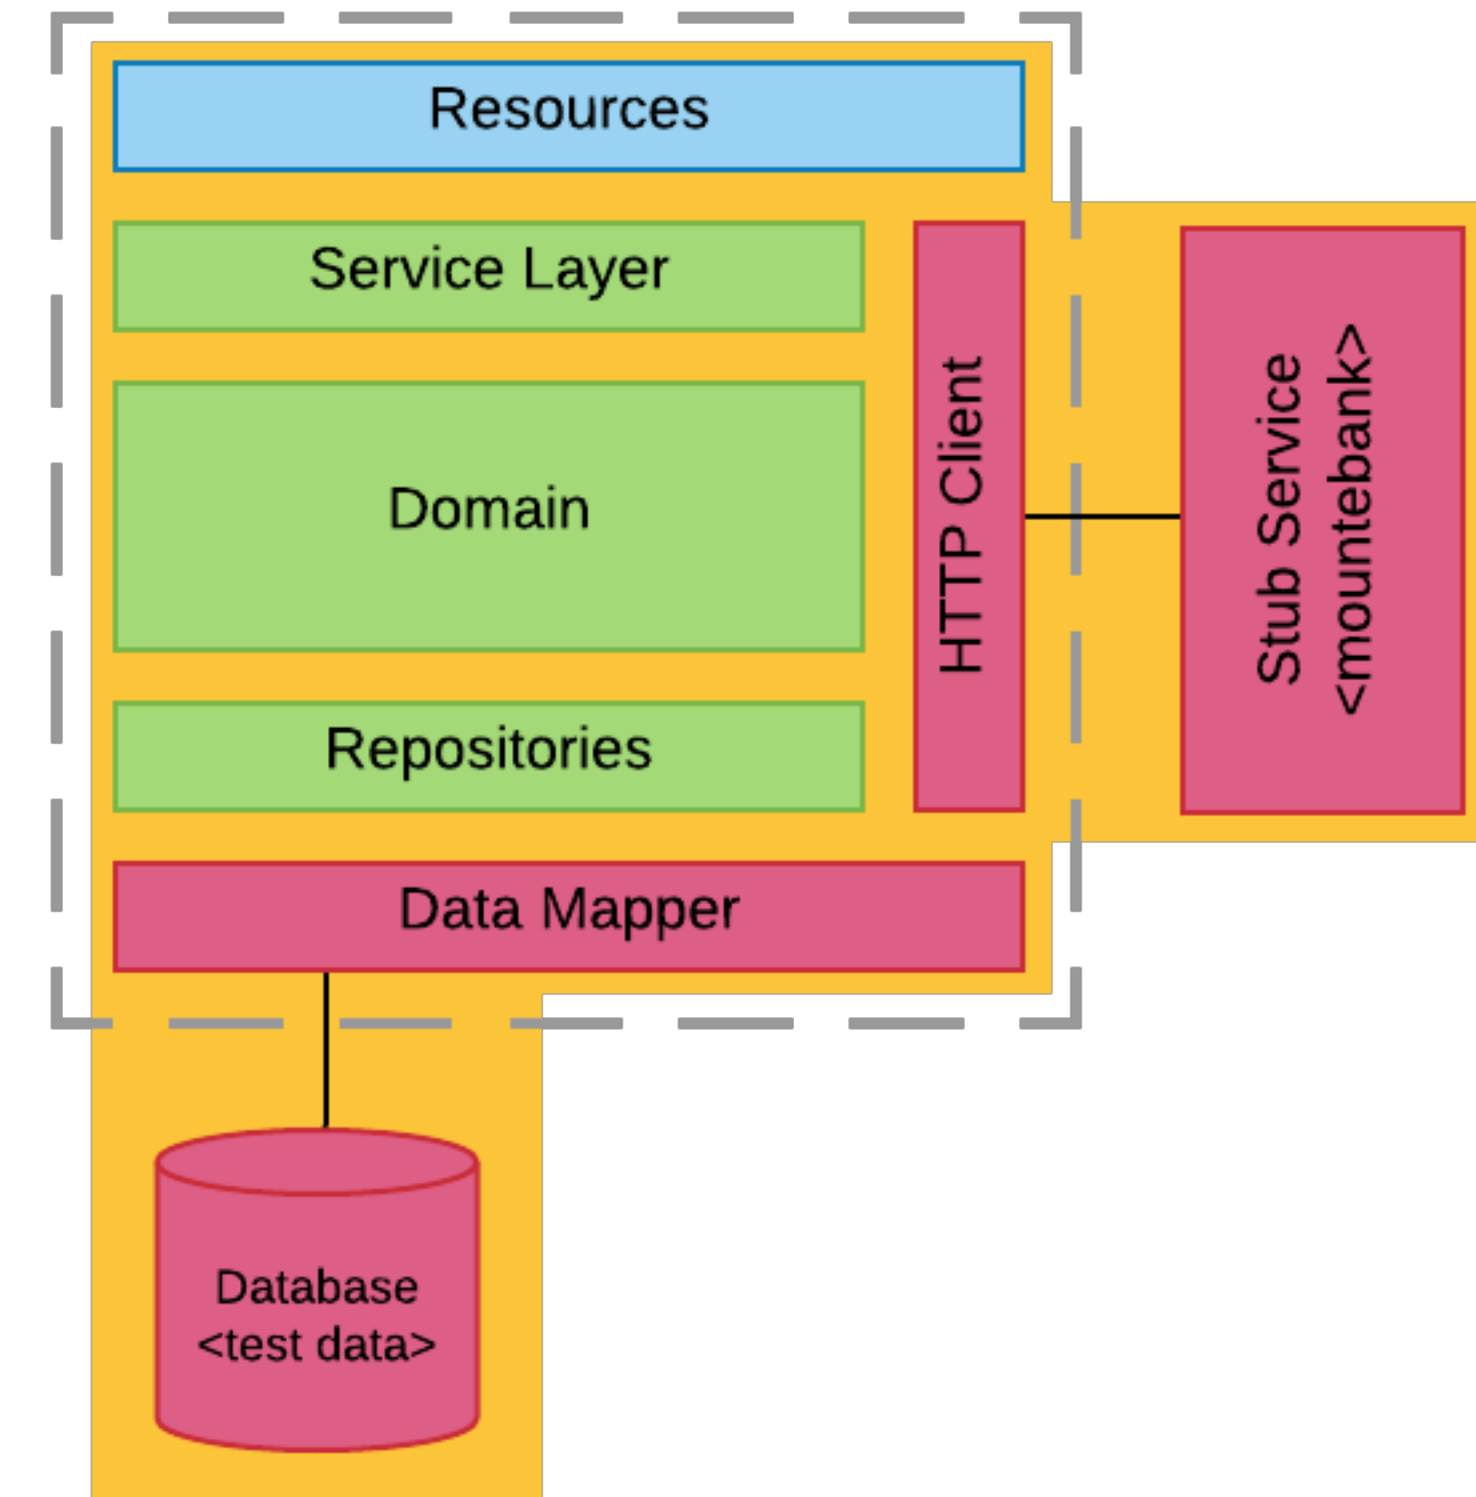 Resources
Service Layer
Domain
Repositories
HTTP Client
Stub Service
<mountebank>
Data Mapper
Database
<test data>